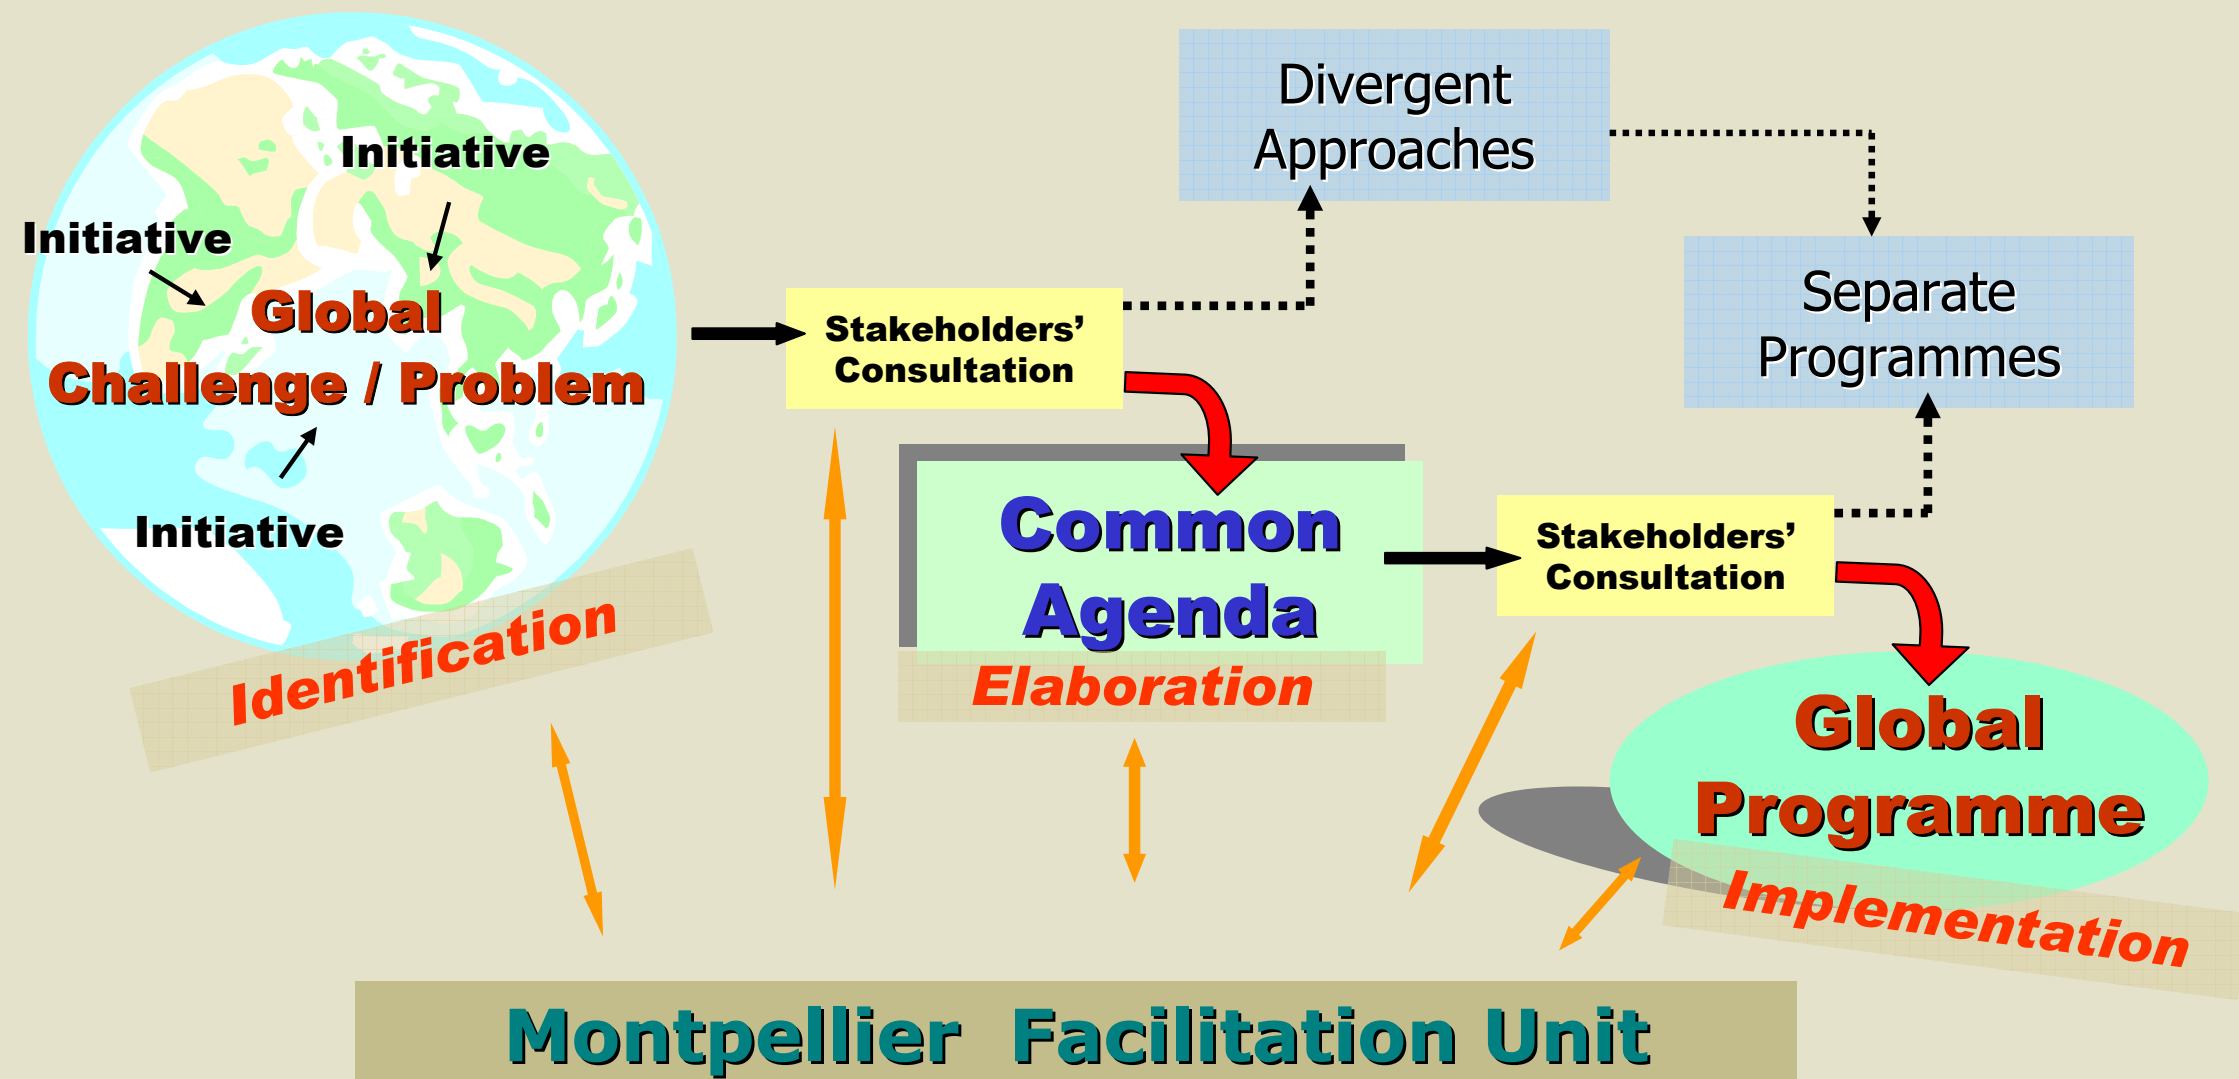 Initiative
Initiative
Global
Challenge / Problem
Initiative
Identification
Stakeholders’
Consultation
Divergent
Approaches
Separate
Programmes
Common
Agenda
Elaboration
Stakeholders’
Consultation
Global
Programme
Implementation
Montpellier Facilitation Unit